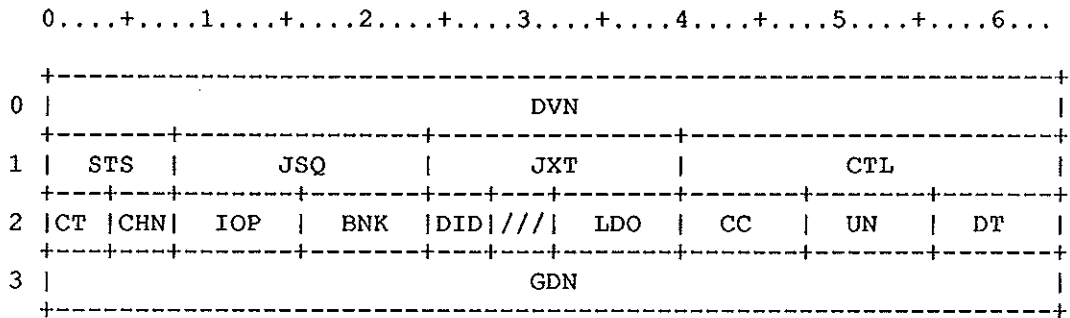 0....+....1....+....2....+....3....+....4....+....5....+....6...
+---------------------------------------------------------------+
0 |                              DVN                              |
+-------+---------------+---------------+-----------------------+
1 |  STS  |      JSQ      |      JXT      |          CTL          |
+---+---+-------+-------+---+---+-------+-------+-------+-------+
2 |CT |CHN|  IOP  |  BNK  |DID|///|  LDO  |  CC   |  UN   |  DT   |
+---+---+-------+-------+---+---+-------+-------+-------+-------+
3 |                              GDN                              |
+---------------------------------------------------------------+